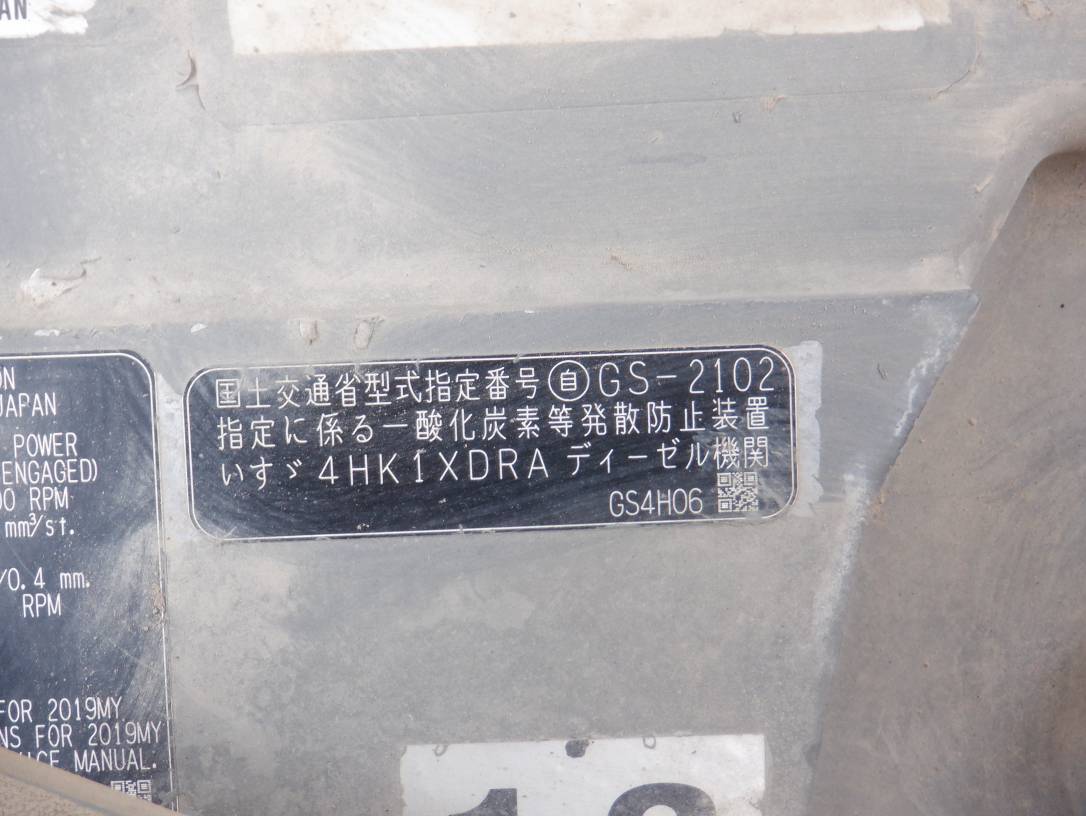 AN
国土交通省型式指定番号 自 GS-2102
指定に係る一酸化炭素等発散防止装置
いすゞ 4HK1XDRA ディーゼル機関
GS4H06
ON
JAPAN
POWER
ENGAGED)
00 RPM
mm³/st.
/0.4 mm.
RPM
FOR 2019MY
NS FOR 2019MY
MANUAL.